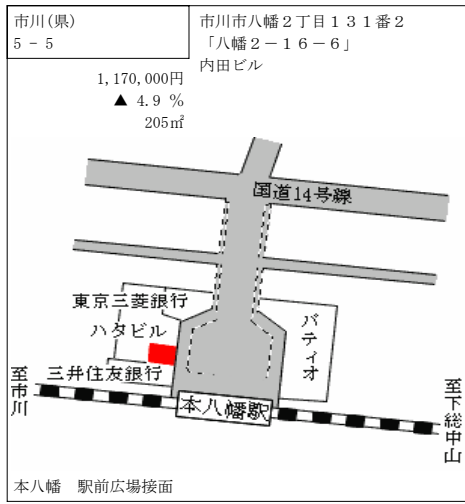 市川(県)
5－5
市川市八幡２丁目１３１番２
「八幡２－１６－６」
内田ビル
1,170,000円
▲ 4.9 %
205㎡
国道14号線
東京三菱銀行
ハタビル
パティオ
三井住友銀行
至市川
本八幡駅
至下総中山
本八幡　駅前広場接面